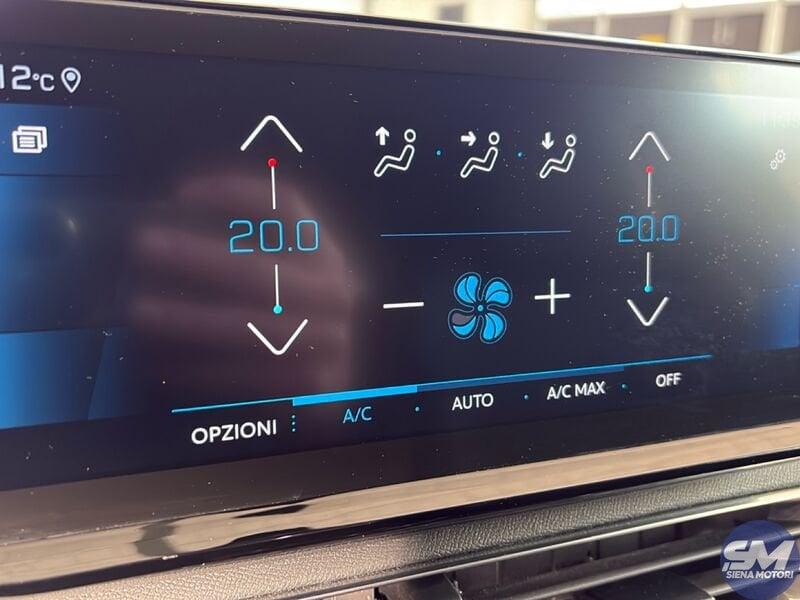 12°C
20.0
20.0
OPZIONI
A/C
AUTO
A/C MAX
OFF
SM
SIENA MOTORI